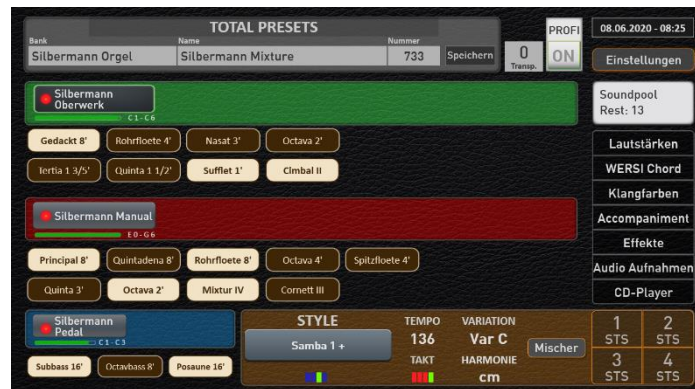 TOTAL PRESETS
Bank Name Nummer
Silbermann Orgel Silbermann Mixture 733 Speichern
0
Transp.
PROFI
ON
08.06.2020 - 08:25
Einstellungen
Silbermann
Oberwerk
C1-C6
Soundpool
Rest: 13
Gedackt 8' Rohrfloete 4' Nasat 3' Octava 2'
Tertia 1 3/5' Quinta 1 1/2' Sufflet 1' Cimbal II
Lautstärken
WERSI Chord
Klangfarben
Accompaniment
Effekte
Audio Aufnahmen
CD-Player
Silbermann Manual
E0-G6
Principal 8' Quintadena 8' Rohrfloete 8' Octava 4' Spitzfloete 4'
Quinta 3' Octava 2' Mixtur IV Cornett III
Silbermann
Pedal
C1-C3
Subbass 16' Octavbass 8' Posaune 16'
STYLE
Samba 1 +
TEMPO
136
TAKT
VARIATION
Var C
HARMONIE
cm
Mischer
1 2
STS STS
3 4
STS STS